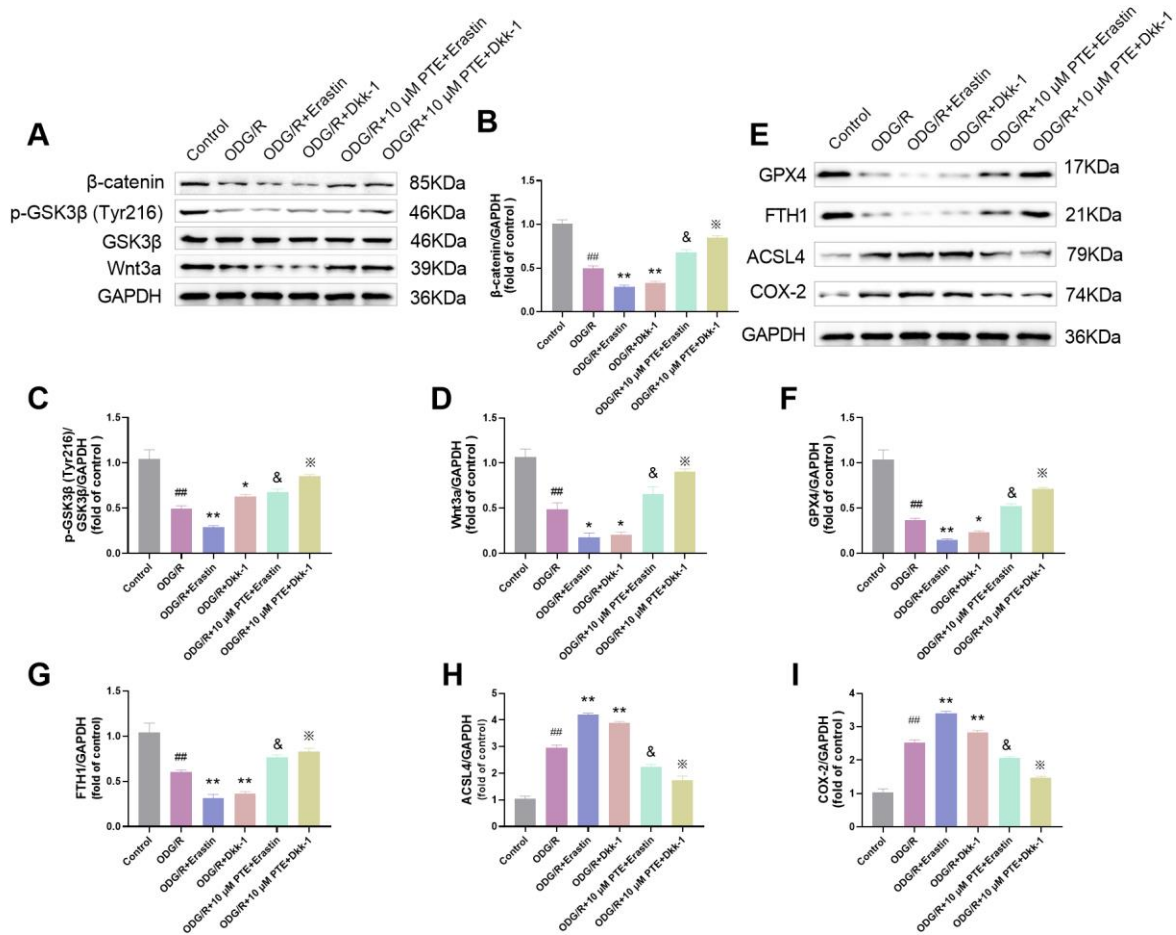 A
Control
ODG/R
ODG/R+Erastin
ODG/R+Dkk-1
ODG/R+10 μM PTE+Erastin
ODG/R+10 μM PTE+Dkk-1
β-catenin
85KDa
p-GSK3β (Tyr216)
46KDa
GSK3β
46KDa
Wnt3a
39KDa
GAPDH
36KDa
B
β-catenin/GAPDH
(fold of control )
1.5
1.0
0.5
0.0
##
**
**
&
※
Control
ODG/R
ODG/R+Erastin
ODG/R+Dkk-1
ODG/R+10 μM PTE+Erastin
ODG/R+10 μM PTE+Dkk-1
E
Control
ODG/R
ODG/R+Erastin
ODG/R+Dkk-1
ODG/R+10 μM PTE+Erastin
ODG/R+10 μM PTE+Dkk-1
GPX4
17KDa
FTH1
21KDa
ACSL4
79KDa
COX-2
74KDa
GAPDH
36KDa
C
p-GSK3β (Tyr216)/
GSK3β/GAPDH
(fold of control )
1.5
1.0
0.5
0.0
##
**
*
&
※
Control
ODG/R
ODG/R+Erastin
ODG/R+Dkk-1
ODG/R+10 μM PTE+Erastin
ODG/R+10 μM PTE+Dkk-1
D
Wnt3a/GAPDH
(fold of control )
1.5
1.0
0.5
0.0
##
*
*
&
※
Control
ODG/R
ODG/R+Erastin
ODG/R+Dkk-1
ODG/R+10 μM PTE+Erastin
ODG/R+10 μM PTE+Dkk-1
F
GPX4/GAPDH
(fold of control )
1.5
1.0
0.5
0.0
##
**
*
&
※
Control
ODG/R
ODG/R+Erastin
ODG/R+Dkk-1
ODG/R+10 μM PTE+Erastin
ODG/R+10 μM PTE+Dkk-1
G
FTH1/GAPDH
(fold of control)
1.5
1.0
0.5
0.0
##
**
**
&
※
Control
ODG/R
ODG/R+Erastin
ODG/R+Dkk-1
ODG/R+10 μM PTE+Erastin
ODG/R+10 μM PTE+Dkk-1
H
ACSL4/GAPDH
(fold of control)
5
4
3
2
1
0
##
**
**
&
※
Control
ODG/R
ODG/R+Erastin
ODG/R+Dkk-1
ODG/R+10 μM PTE+Erastin
ODG/R+10 μM PTE+Dkk-1
I
COX-2/GAPDH
(fold of control )
4
3
2
1
0
##
**
**
&
※
Control
ODG/R
ODG/R+Erastin
ODG/R+Dkk-1
ODG/R+10 μM PTE+Erastin
ODG/R+10 μM PTE+Dkk-1